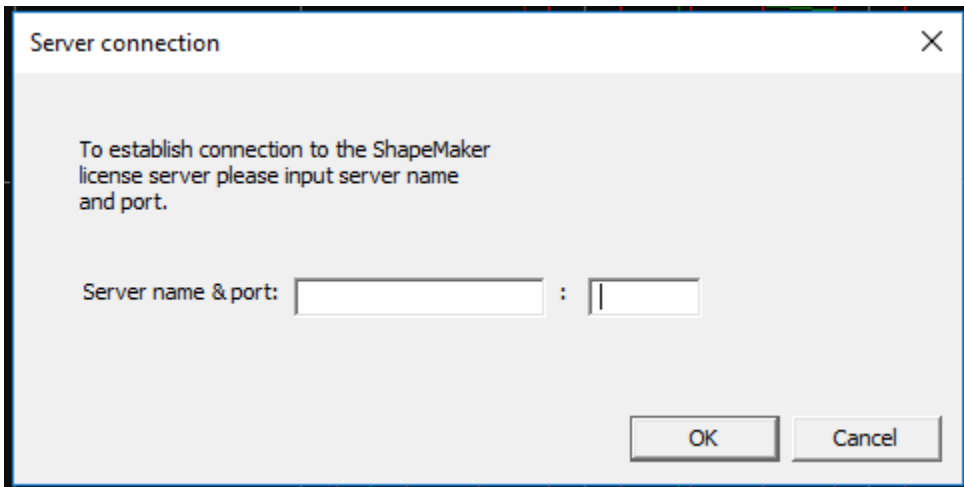 Server connection
To establish connection to the ShapeMaker
license server please input server name
and port.
Server name & port: :
OK Cancel